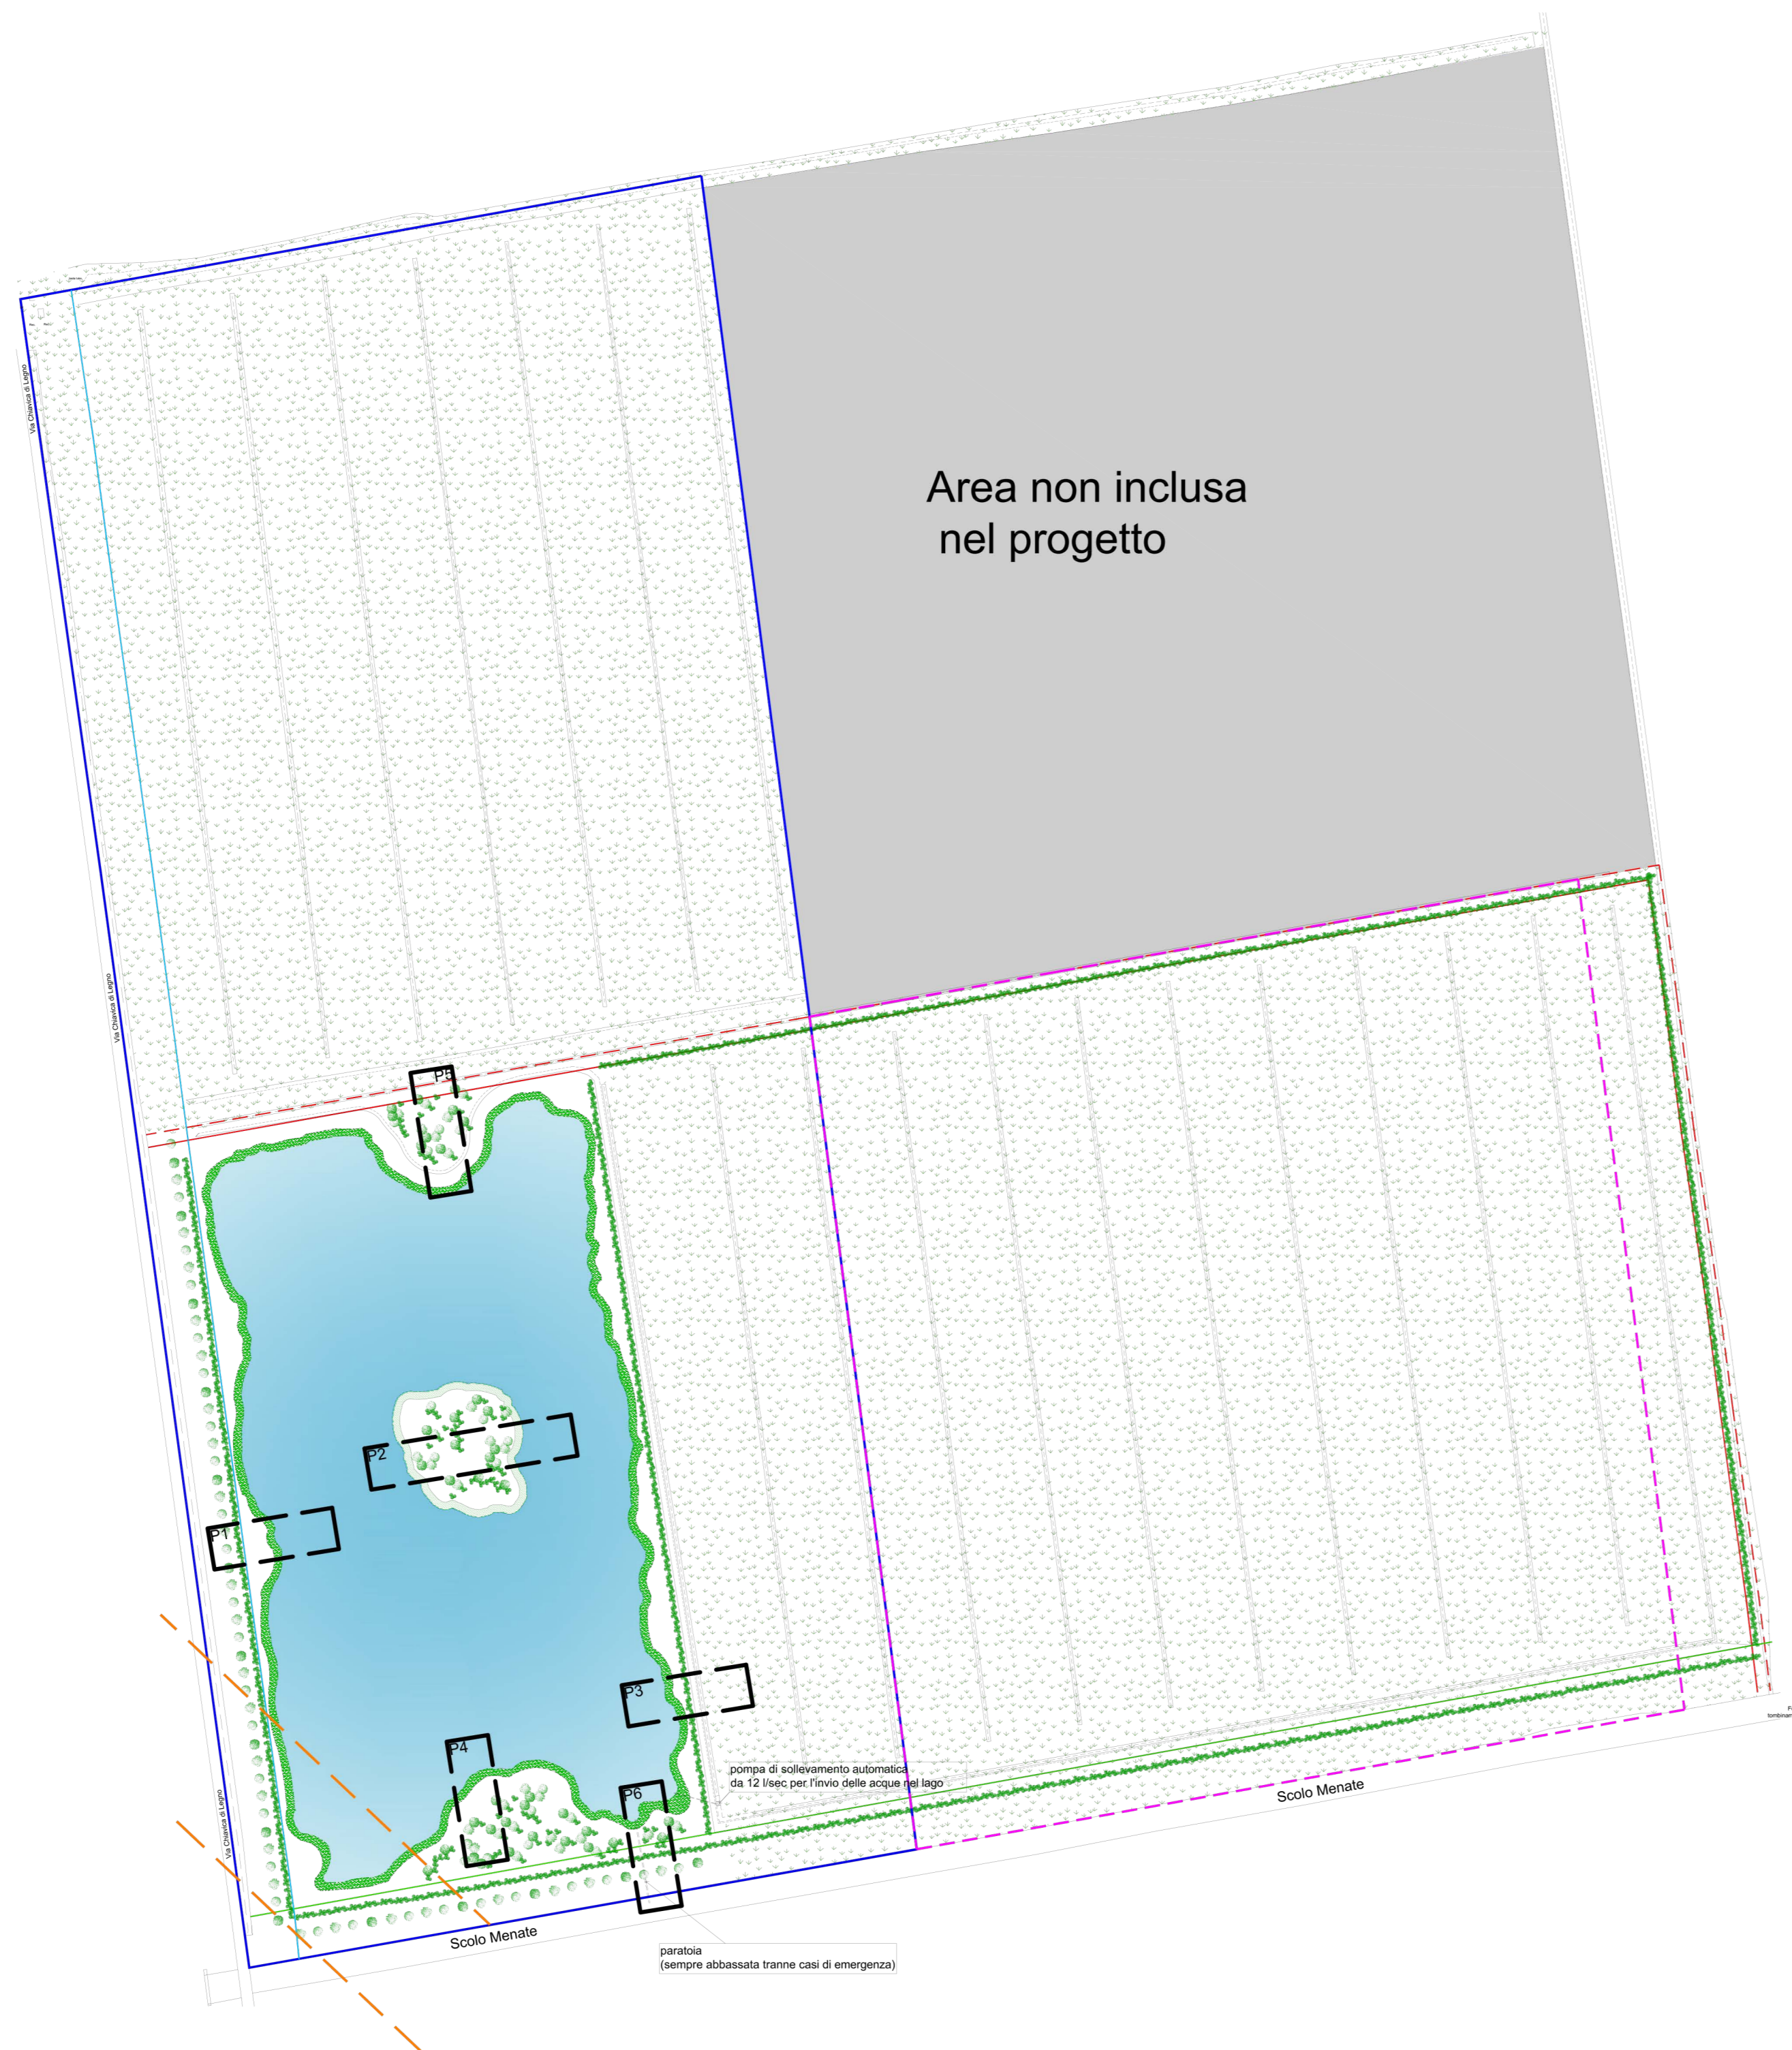 Area non inclusa
nel progetto
Via Chiavica di Legno
Via Chiavica di Legno
P5
P2
P1
P3
P4
P6
pompa di sollevamento automatica
da 12 l/sec per l'invio delle acque nel lago
Via Chiavica di Legno
Scolo Menate
Scolo Menate
paratoia
(sempre abbassata tranne casi di emergenza)